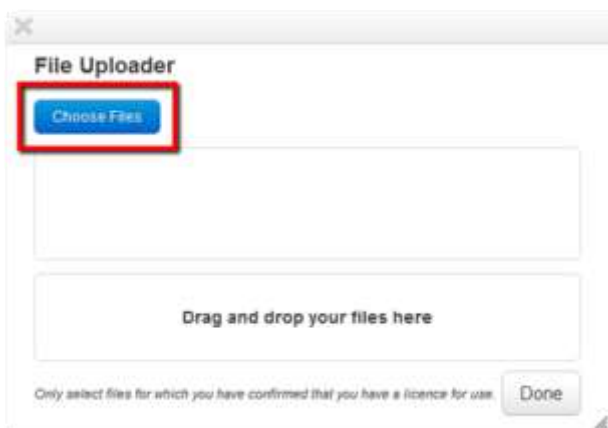 File Uploader
Choose Files
Drag and drop your files here
Only select files for which you have confirmed that you have a licence for use.
Done